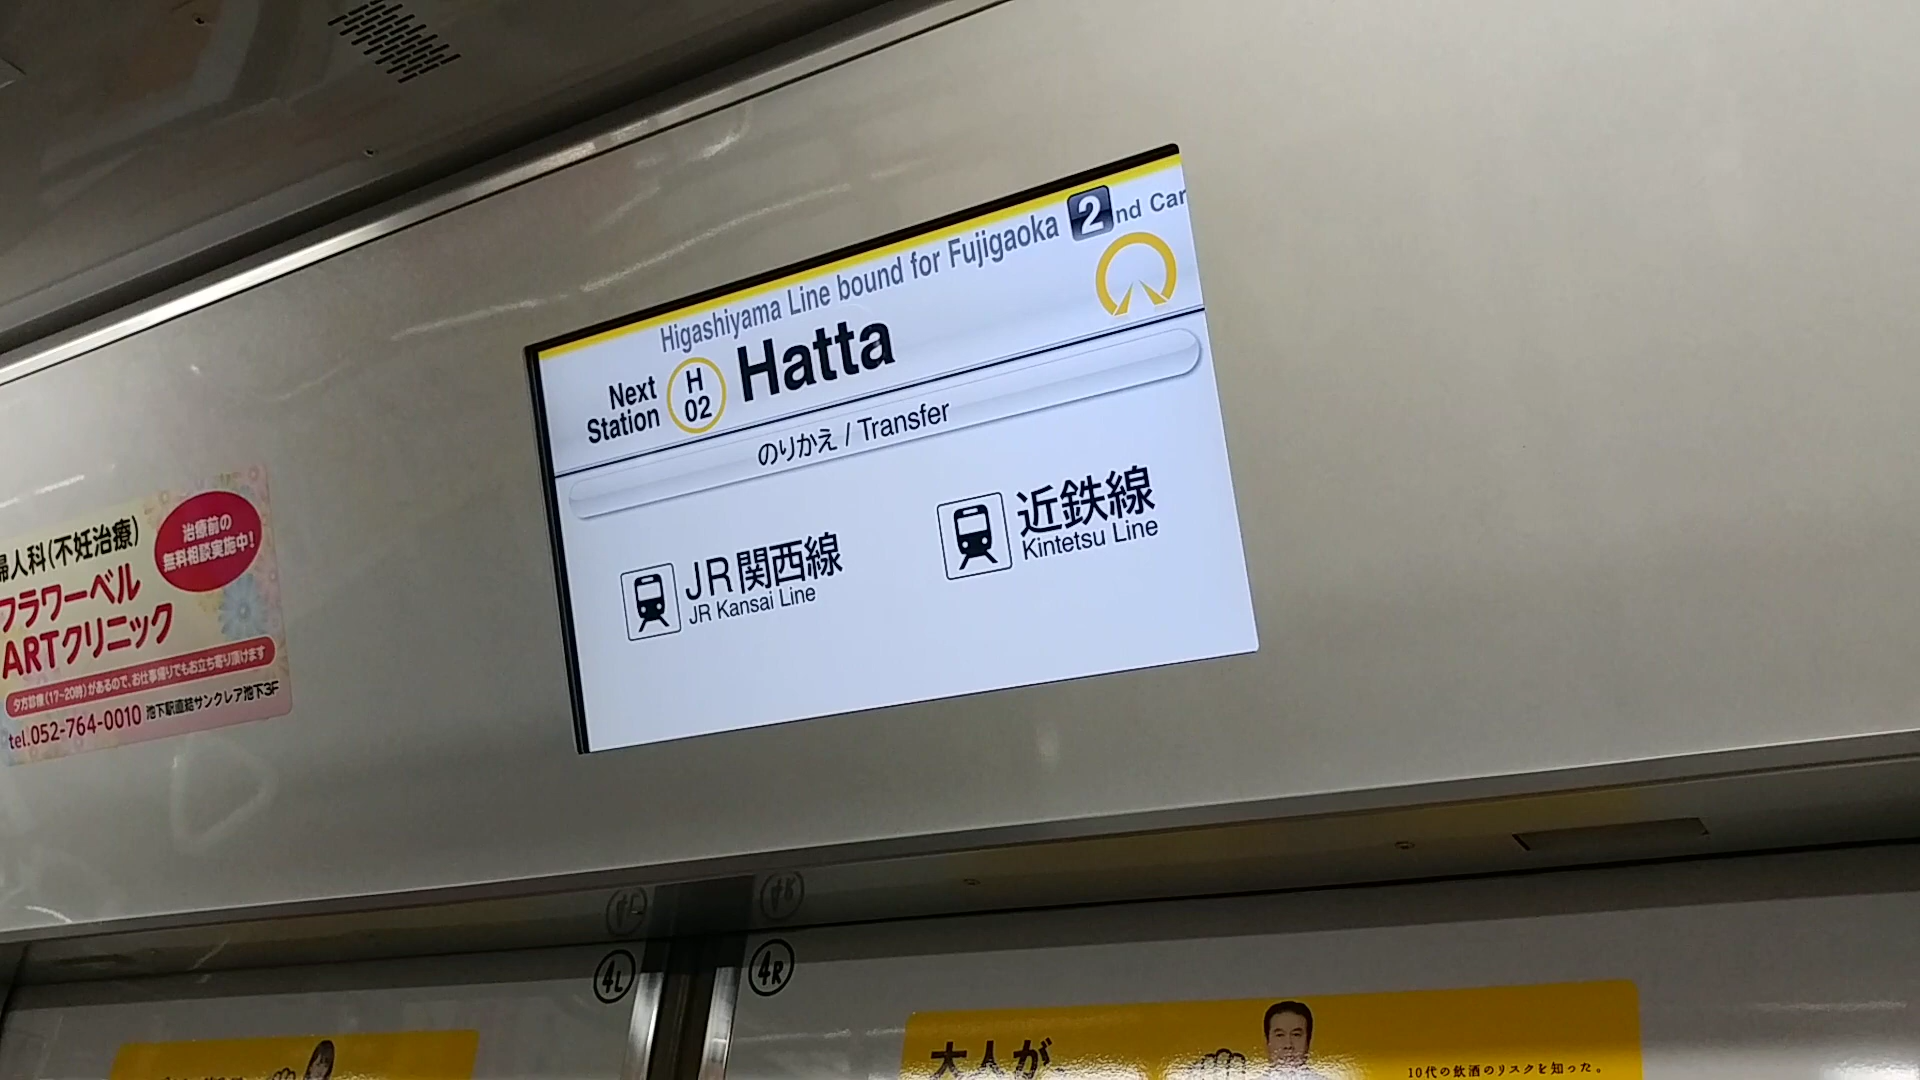 Higashiyama Line bound for Fujigaoka 2nd Car
Next Station H 02 Hatta
のりかえ / Transfer
JR関西線
JR Kansai Line
近鉄線
Kintetsu Line
婦人科(不妊治療)
治療前の
無料相談実施中!
フラワーベル
ARTクリニック
夕方診療(17~20時)があるので、お仕事帰りでもお立ち寄り頂けます
tel.052-764-0010 池下駅直結サンクレア池下3F
4L
4R
大人が、
10代の飲酒のリスクを知った。